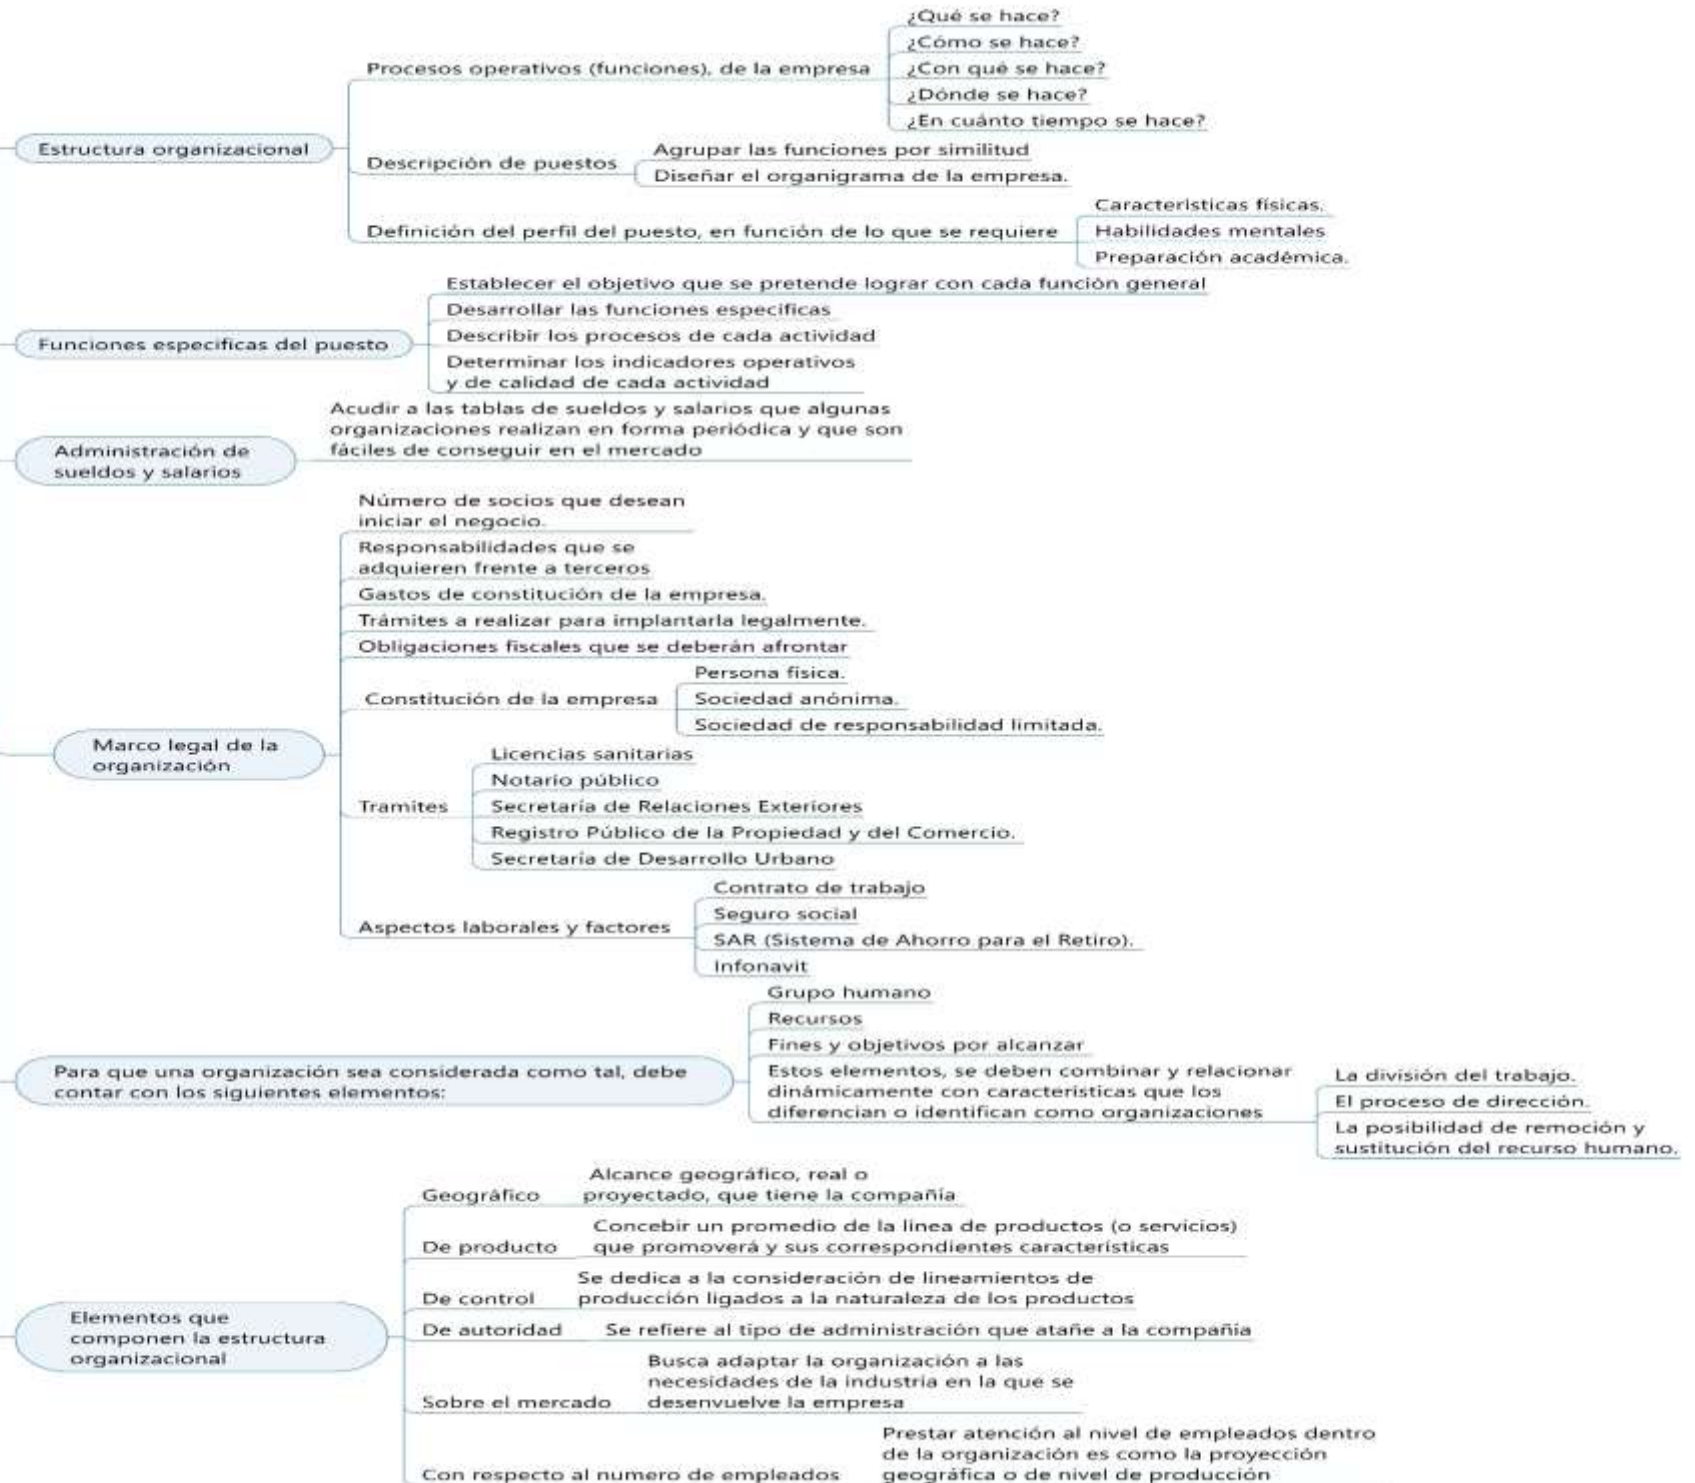 ¿Qué se hace?
¿Cómo se hace?
Procesos operativos (funciones), de la empresa
¿Con qué se hace?
¿Dónde se hace?
¿En cuánto tiempo se hace?
Estructura organizacional
Descripción de puestos
Agrupar las funciones por similitud
Diseñar el organigrama de la empresa.
Definición del perfil del puesto, en función de lo que se requiere
Caracteristicas físicas.
Habilidades mentales
Preparación académica.
Funciones especificas del puesto
Establecer el objetivo que se pretende lograr con cada función general
Desarrollar las funciones especificas
Describir los procesos de cada actividad
Determinar los indicadores operativos
y de calidad de cada actividad
Administración de
sueldos y salarios
Acudir a las tablas de sueldos y salarios que algunas
organizaciones realizan en forma periódica y que son
fáciles de conseguir en el mercado
Marco legal de la
organización
Número de socios que desean
iniciar el negocio.
Responsabilidades que se
adquieren frente a terceros
Gastos de constitución de la empresa.
Trámites a realizar para implantarla legalmente.
Obligaciones fiscales que se deberán afrontar
Constitución de la empresa
Persona física.
Sociedad anónima.
Sociedad de responsabilidad limitada.
Tramites
Licencias sanitarias
Notario público
Secretaría de Relaciones Exteriores
Registro Público de la Propiedad y del Comercio.
Secretaría de Desarrollo Urbano
Aspectos laborales y factores
Contrato de trabajo
Seguro social
SAR (Sistema de Ahorro para el Retiro).
Infonavit
Para que una organización sea considerada como tal, debe
contar con los siguientes elementos:
Grupo humano
Recursos
Fines y objetivos por alcanzar
Estos elementos, se deben combinar y relacionar
dinámicamente con características que los
diferencian o identifican como organizaciones
La división del trabajo.
El proceso de dirección.
La posibilidad de remoción y
sustitución del recurso humano.
Elementos que
componen la estructura
organizacional
Geográfico
Alcance geográfico, real o
proyectado, que tiene la compañía
De producto
Concebir un promedio de la línea de productos (o servicios)
que promoverá y sus correspondientes características
De control
Se dedica a la consideración de lineamientos de
producción ligados a la naturaleza de los productos
De autoridad
Se refiere al tipo de administración que atañe a la compañía
Sobre el mercado
Busca adaptar la organización a las
necesidades de la industria en la que se
desenvuelve la empresa
Con respecto al numero de empleados
Prestar atención al nivel de empleados dentro
de la organización es como la proyección
geográfica o de nivel de producción